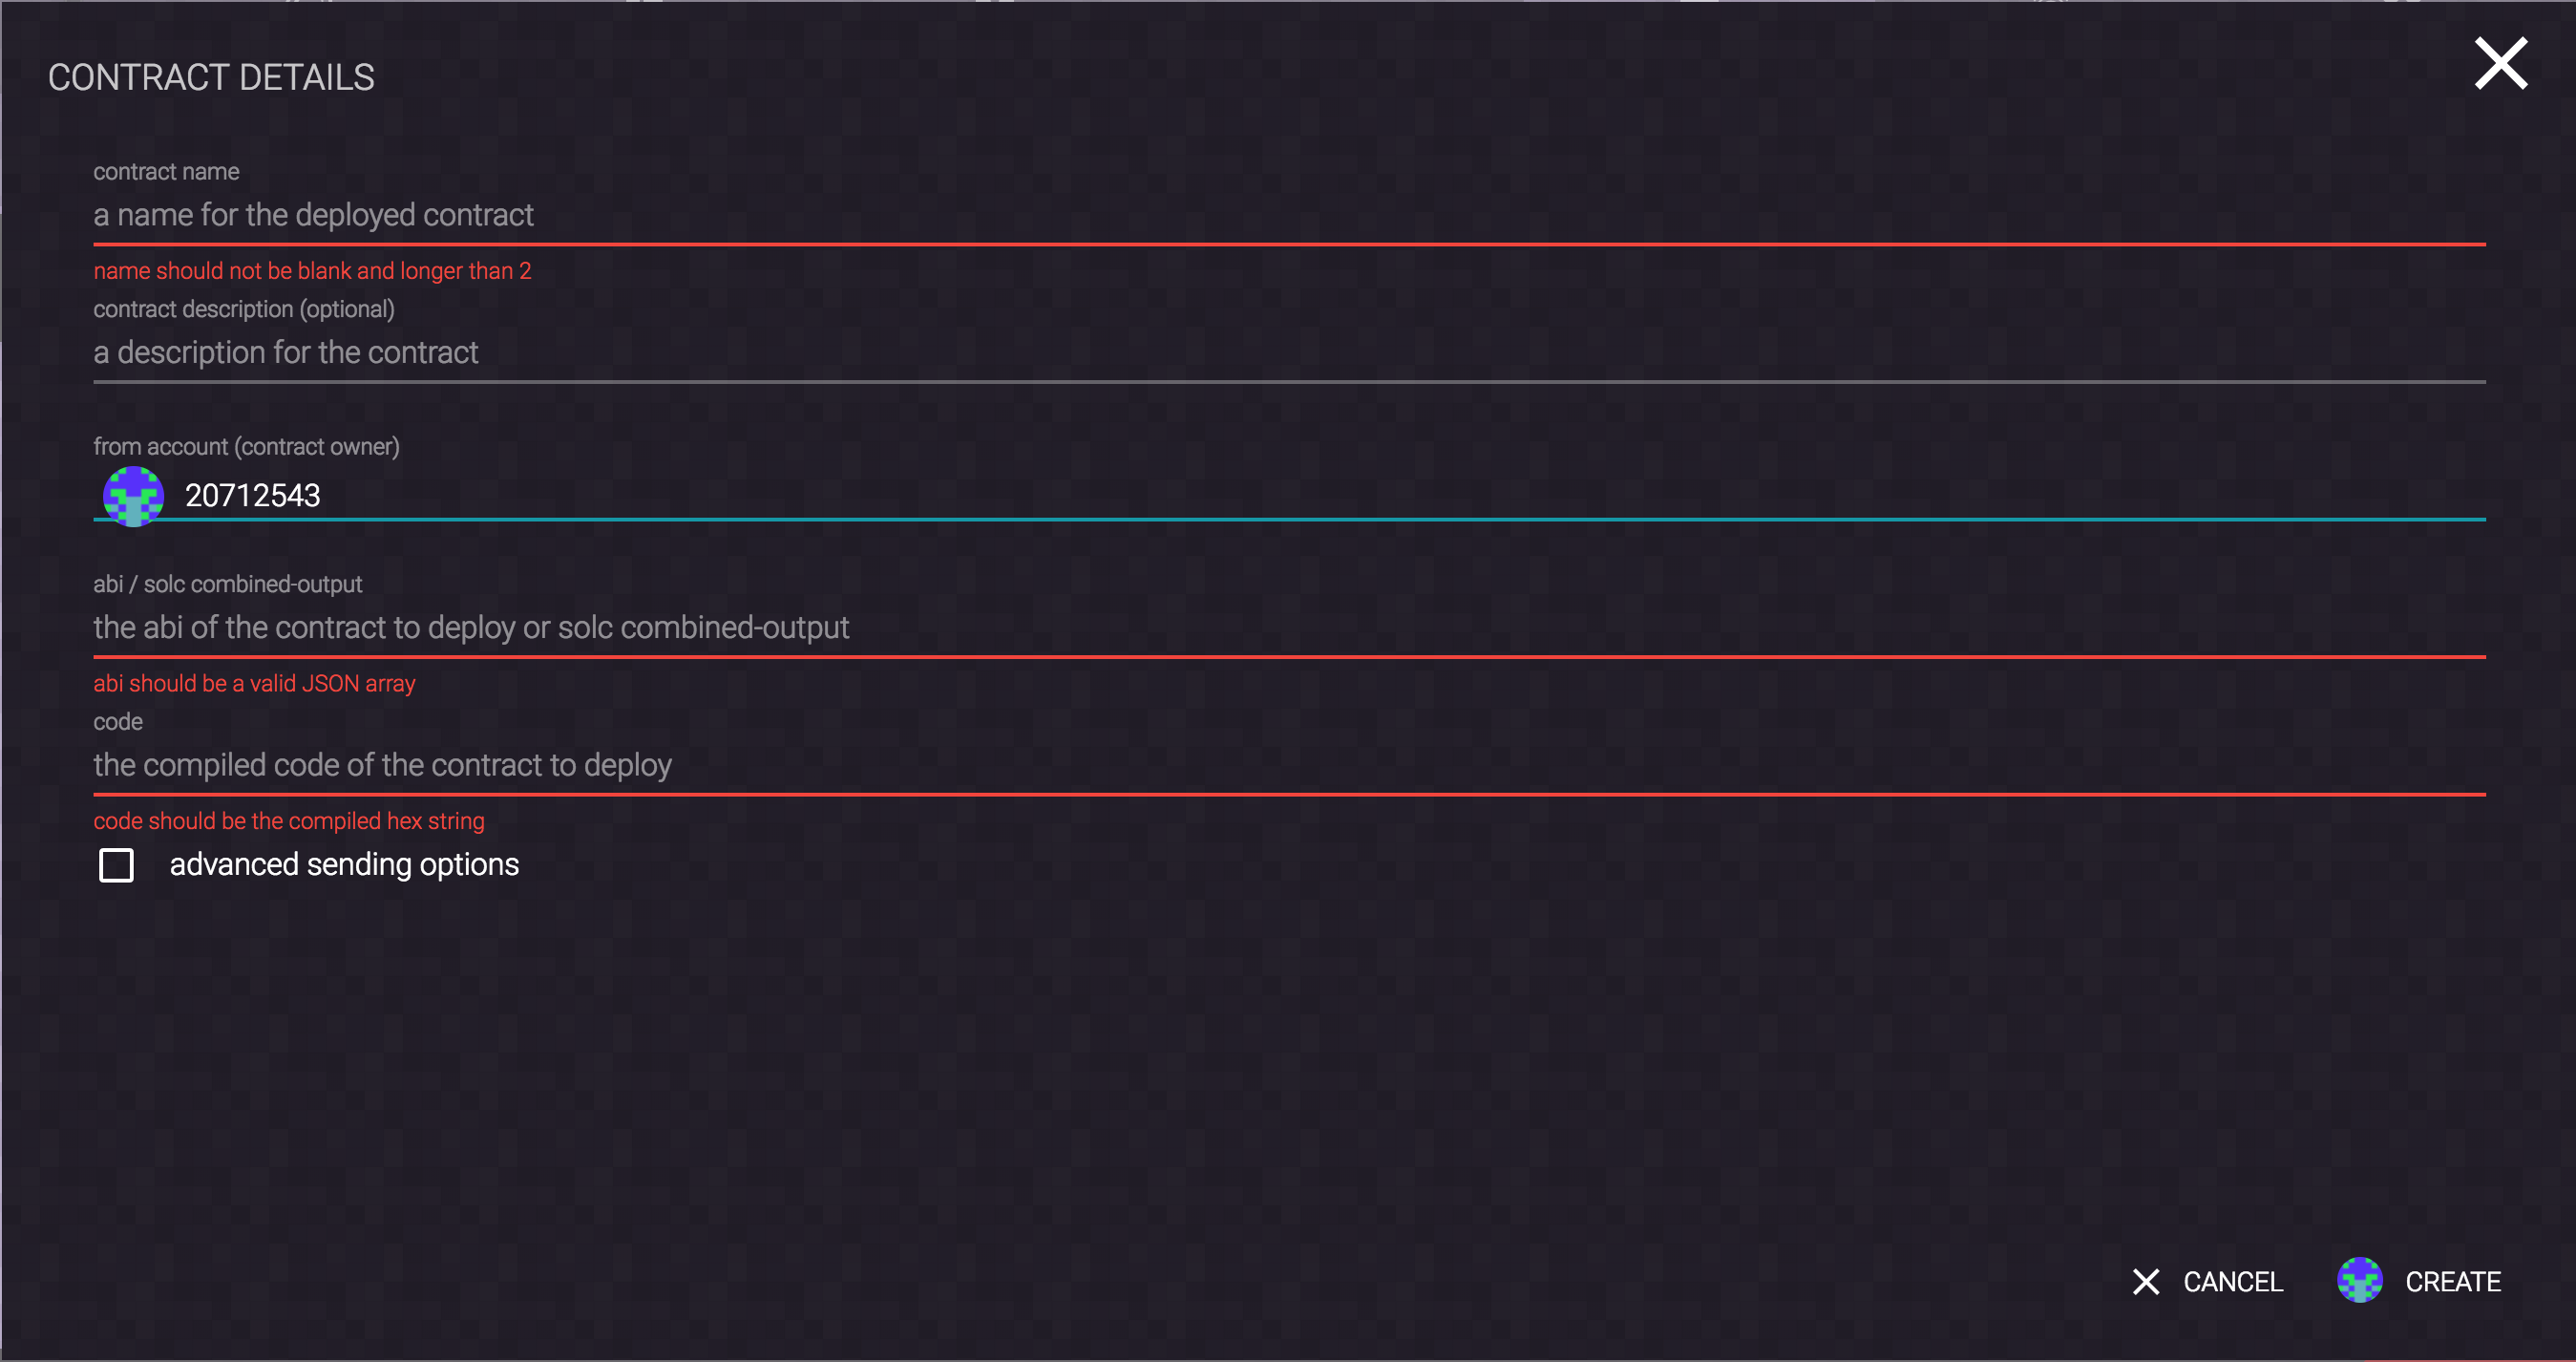 CONTRACT DETAILS
contract name
a name for the deployed contract
name should not be blank and longer than 2
contract description (optional)
a description for the contract
from account (contract owner)
20712543
abi / solc combined-output
the abi of the contract to deploy or solc combined-output
abi should be a valid JSON array
code
the compiled code of the contract to deploy
code should be the compiled hex string
advanced sending options
CANCEL
CREATE